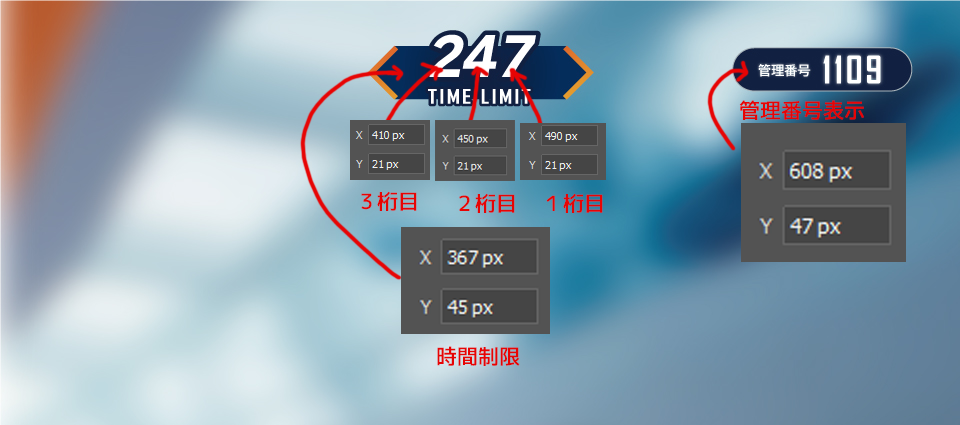 247
TIME LIMIT
管理番号 1109
管理番号表示
X 410 px
Y 21 px
X 450 px
Y 21 px
X 490 px
Y 21 px
X 608 px
Y 47 px
3桁目
2桁目
1桁目
X 367 px
Y 45 px
時間制限